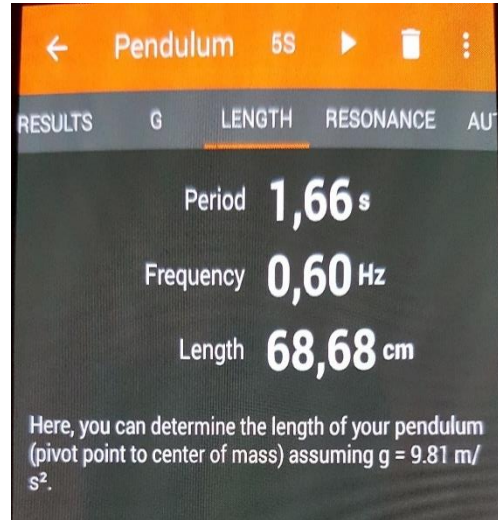 Pendulum 5S
RESULTS G LENGTH RESONANCE AUT
Period 1,66 s
Frequency 0,60 Hz
Length 68,68 cm
Here, you can determine the length of your pendulum
(pivot point to center of mass) assuming g = 9.81 m/
s².